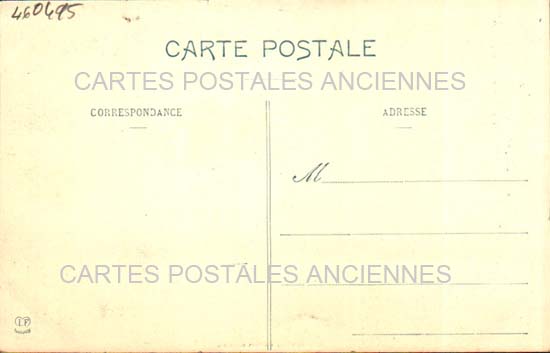 460495
CARTE POSTALE
CARTES POSTALES ANCIENNES
CORRESPONDANCE
ADRESSE
M
CARTES POSTALES ANCIENNES